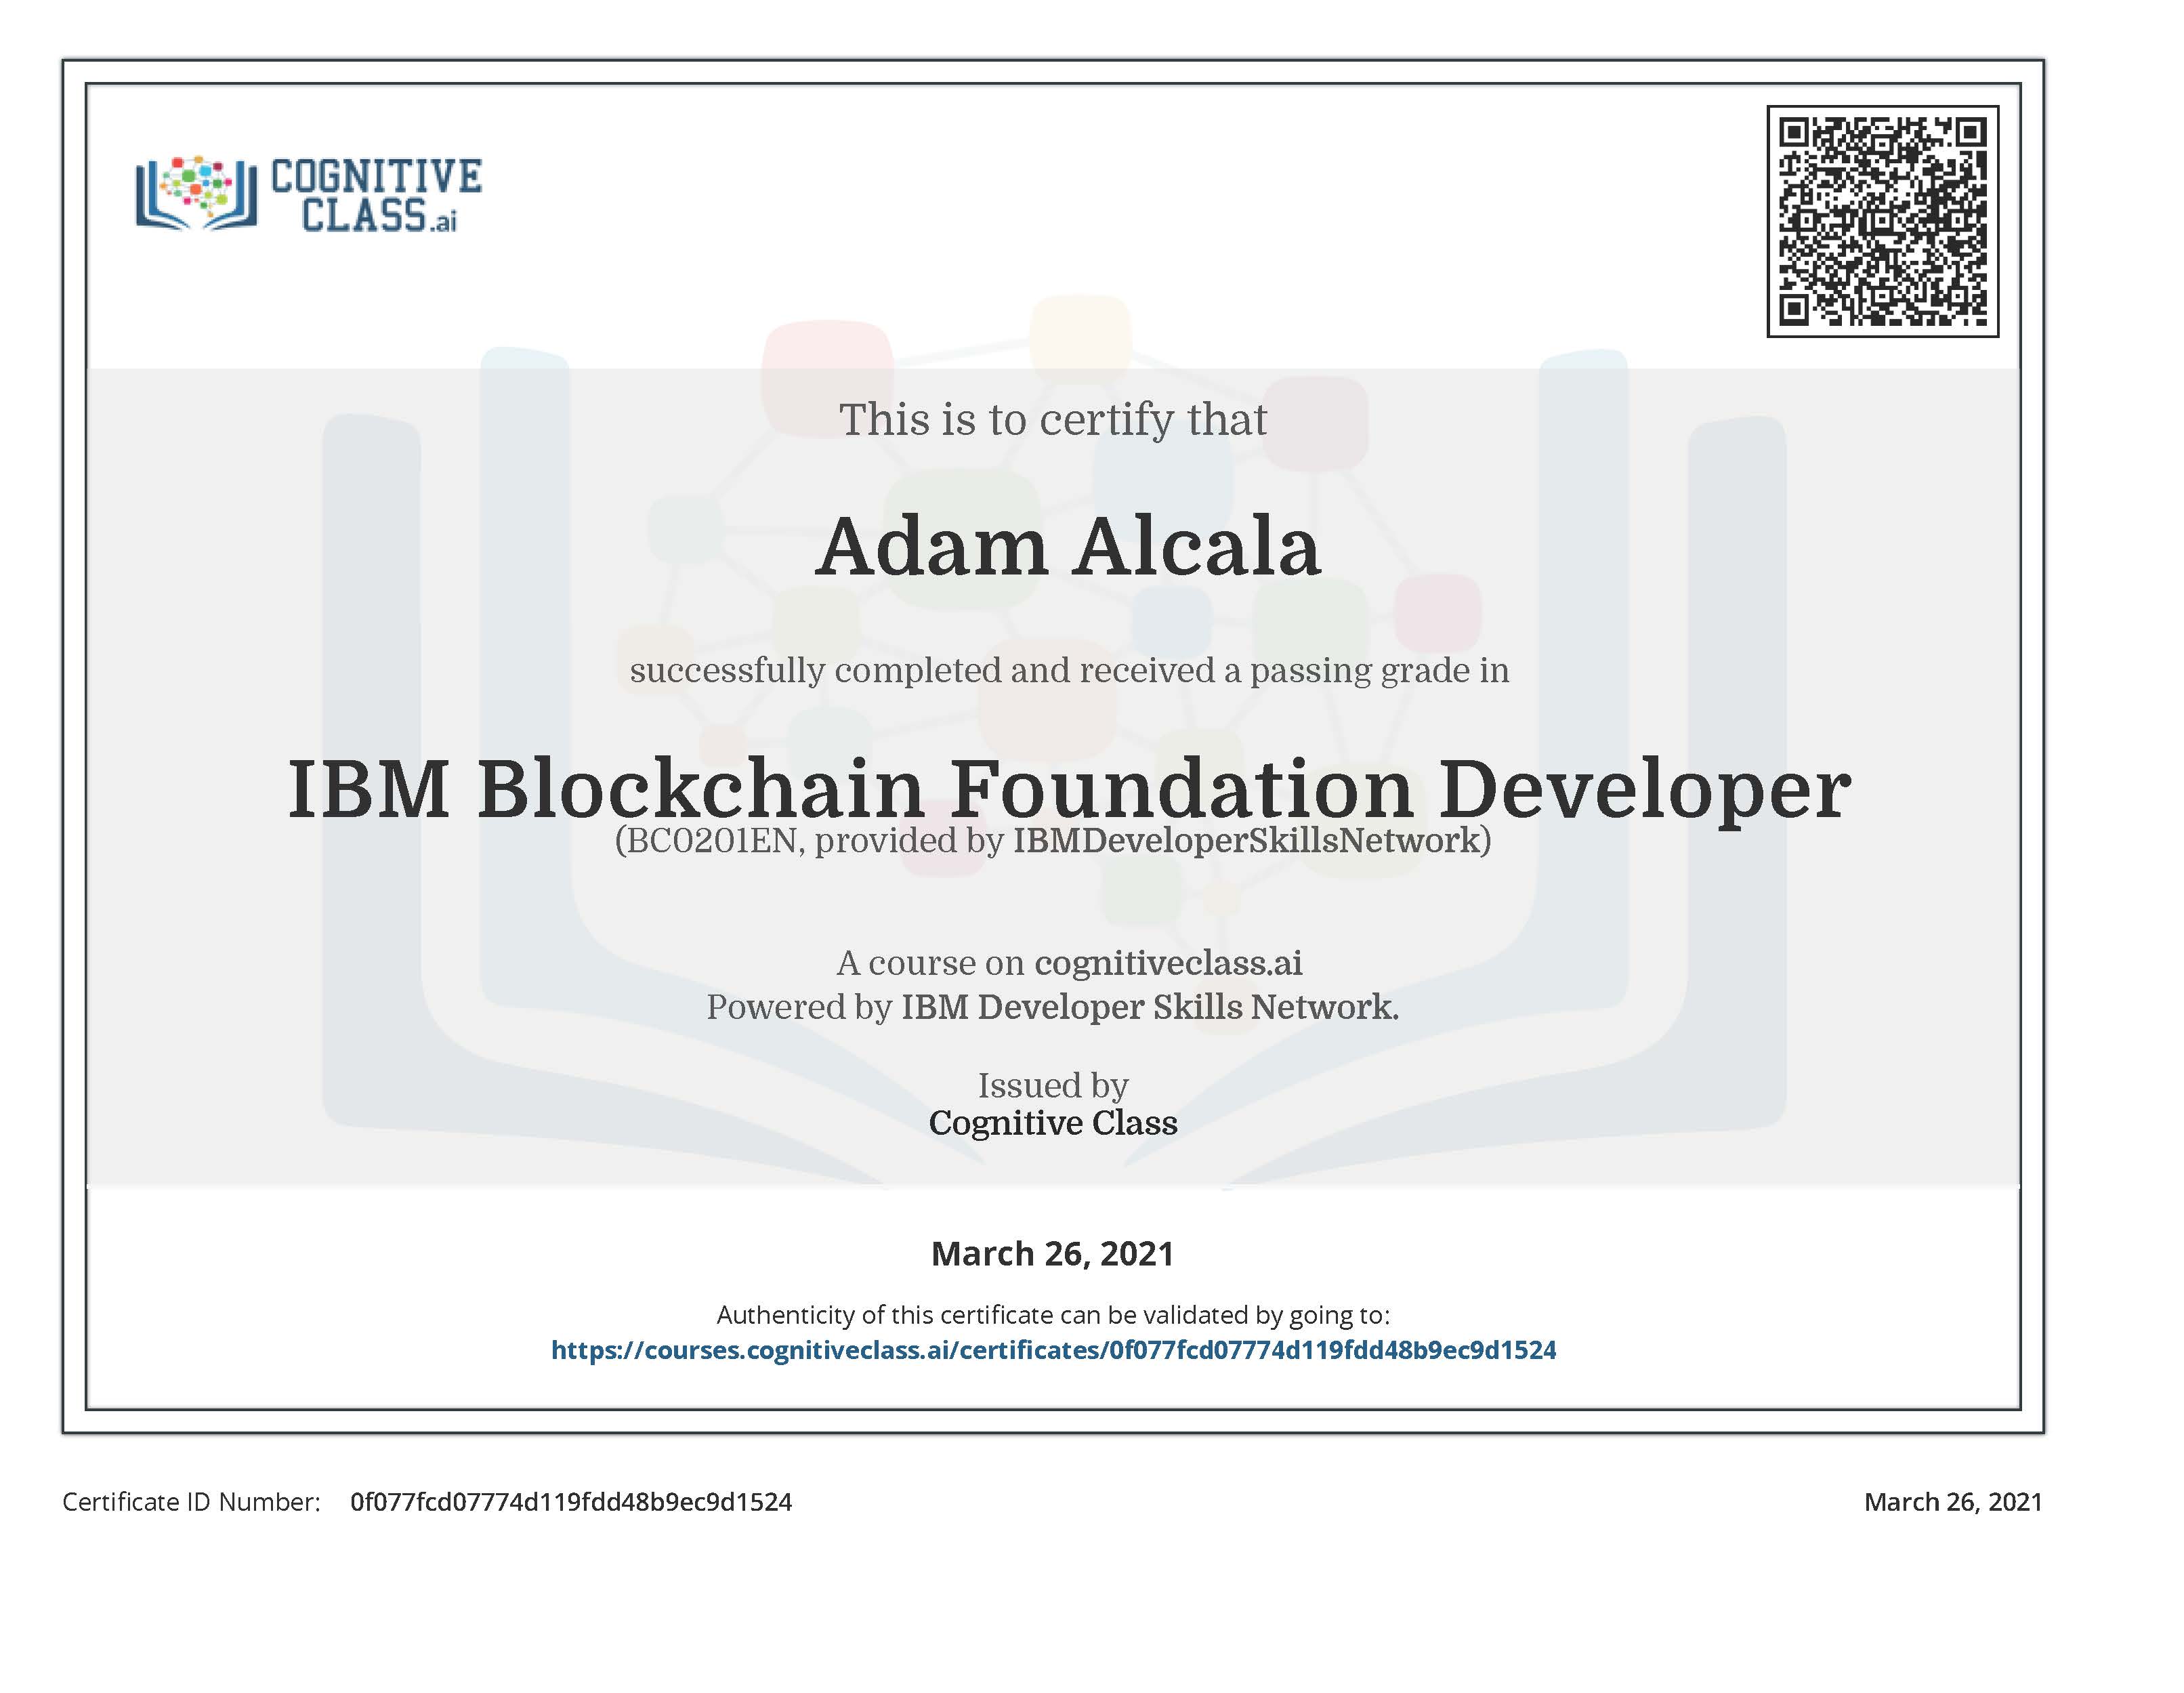 COGNITIVE
CLASS.ai
This is to certify that
Adam Alcala
successfully completed and received a passing grade in
IBM Blockchain Foundation Developer
(BC0201EN, provided by IBMDeveloperSkillsNetwork)
A course on cognitiveclass.ai
Powered by IBM Developer Skills Network.
Issued by
Cognitive Class
March 26, 2021
Authenticity of this certificate can be validated by going to:
https://courses.cognitiveclass.ai/certificates/0f077fcd07774d119fdd48b9ec9d1524
Certificate ID Number: 0f077fcd07774d119fdd48b9ec9d1524
March 26, 2021